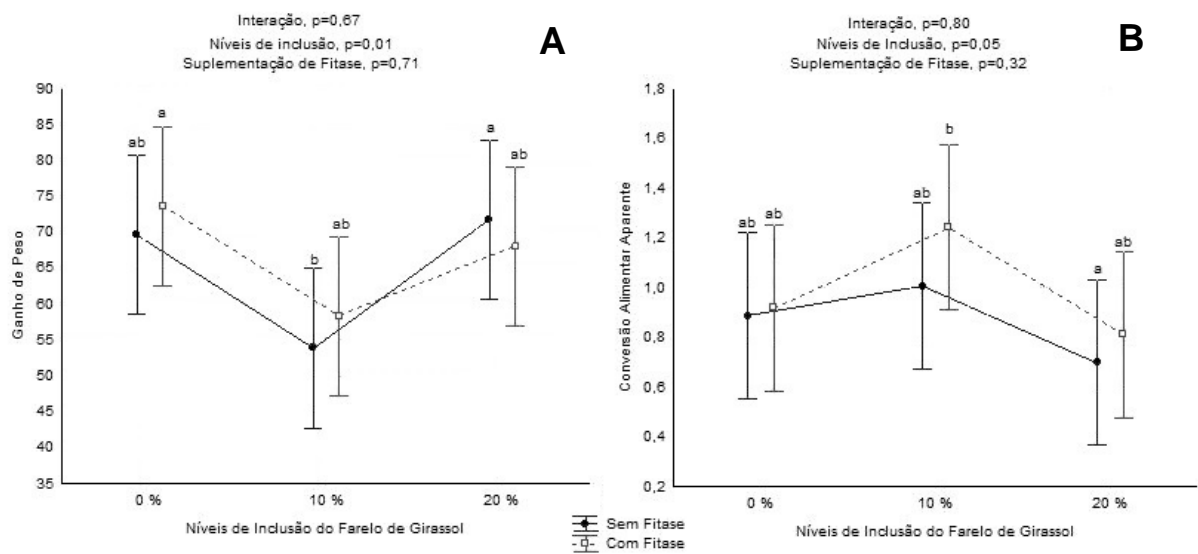 Interação, p=0,67
Níveis de inclusão, p=0,01
Suplementação de Fitase, p=0,71
A
90
85
80
75
70
65
60
55
50
45
40
35
Ganho de Peso
ab
a
b
ab
a
ab
0 %
10 %
20 %
Níveis de Inclusão do Farelo de Girassol
Interação, p=0,80
Níveis de Inclusão, p=0,05
Suplementação de Fitase, p=0,32
B
1,8
1,6
1,4
1,2
1,0
0,8
0,6
0,4
0,2
Conversão Alimentar Aparente
ab
ab
ab
b
a
ab
0 %
10 %
20 %
Níveis de Inclusão do Farelo de Girassol
Sem Fitase
Com Fitase